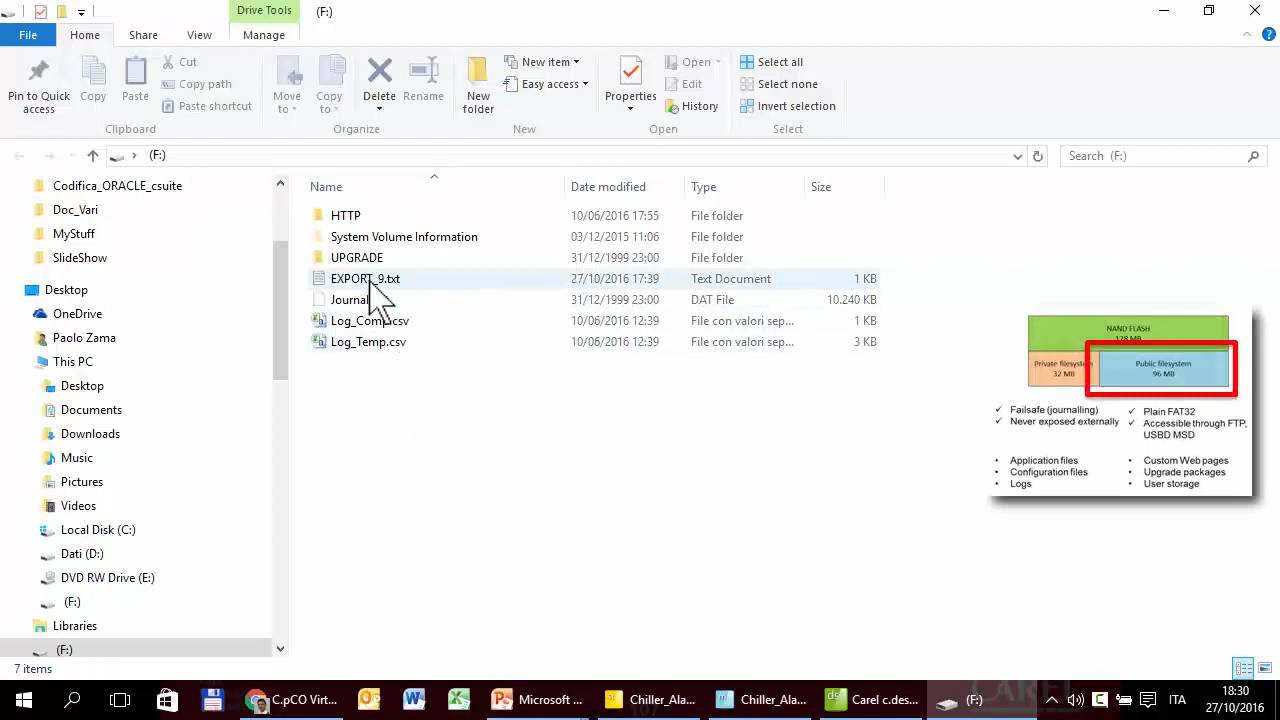 Drive Tools
(F:)
File
Home
Share
View
Manage
Pin to Quick access
Copy
Paste
Cut
Copy path
Paste shortcut
Clipboard
Move to
Copy to
Delete
Rename
Organize
New folder
New item
Easy access
New
Properties
Open
Edit
History
Open
Select all
Select none
Invert selection
Select
(F:)
Search (F:)
Codifica_ORACLE_csuite
Doc_Vari
MyStuff
SlideShow
Desktop
OneDrive
Paolo Zama
This PC
Desktop
Documents
Downloads
Music
Pictures
Videos
Local Disk (C:)
Dati (D:)
DVD RW Drive (E:)
(F:)
Libraries
(F:)
Name Date modified Type Size
HTTP 10/06/2016 17:55 File folder
System Volume Information 03/12/2015 11:06 File folder
UPGRADE 31/12/1999 23:00 File folder
EXPORT_9.txt 27/10/2016 17:39 Text Document 1 KB
Journal 31/12/1999 23:00 DAT File 10.240 KB
Log_Comp.csv 10/06/2016 12:39 File con valori sep... 1 KB
Log_Temp.csv 10/06/2016 12:39 File con valori sep... 3 KB
NAND FLASH
128 MB
Private filesystem
32 MB
Public filesystem
96 MB
✓ Failsafe (journalling)
✓ Never exposed externally
• Application files
• Configuration files
• Logs
✓ Plain FAT32
✓ Accessible through FTP,
USBD MSD
• Custom Web pages
• Upgrade packages
• User storage
7 items
C.pCO Virt...
Microsoft ...
Chiller_Ala...
Chiller_Ala...
Carel c.des...
(F:)
CAREL
ITA
18:30
27/10/2016